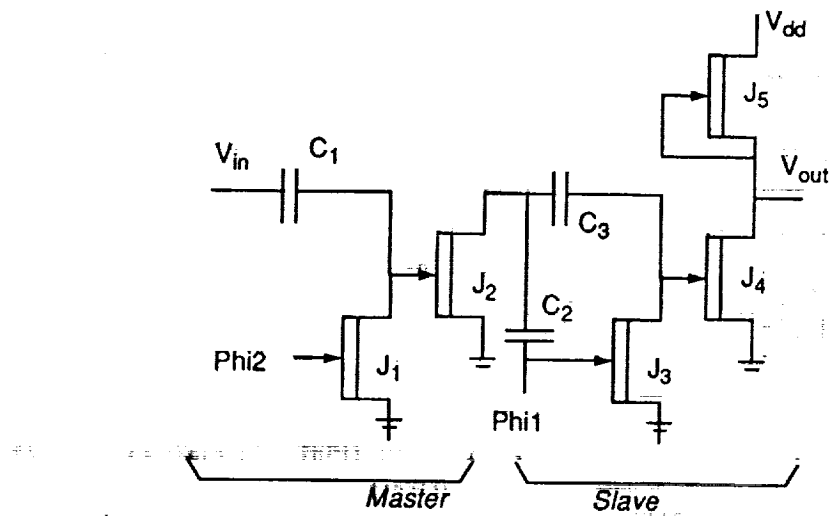 V_dd
J_5
V_in
C_1
V_out
C_3
J_2
J_4
C_2
Phi2
J_1
J_3
Phi1
Master
Slave